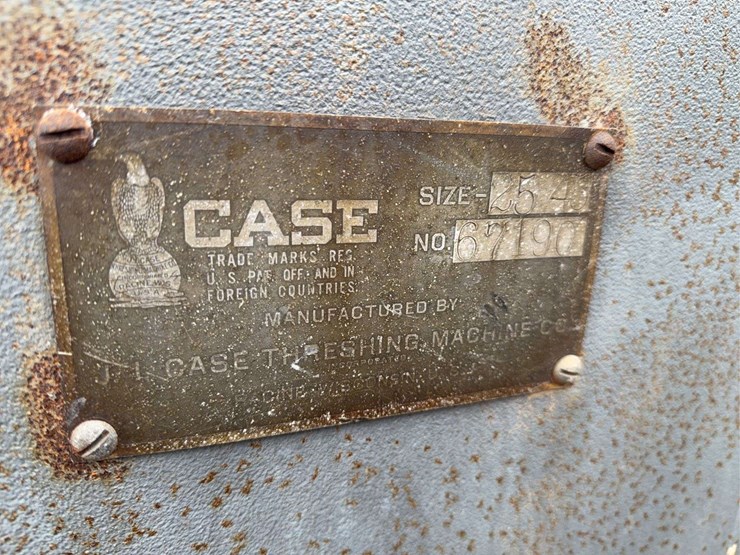 CASE
TRADE MARKS REG.
U. S. PAT. OFF. AND IN
FOREIGN COUNTRIES
SIZE - 25-4
NO. 67190
MANUFACTURED BY
J. I. CASE THRESHING MACHINE CO.
INCORPORATED
RACINE, WISCONSIN